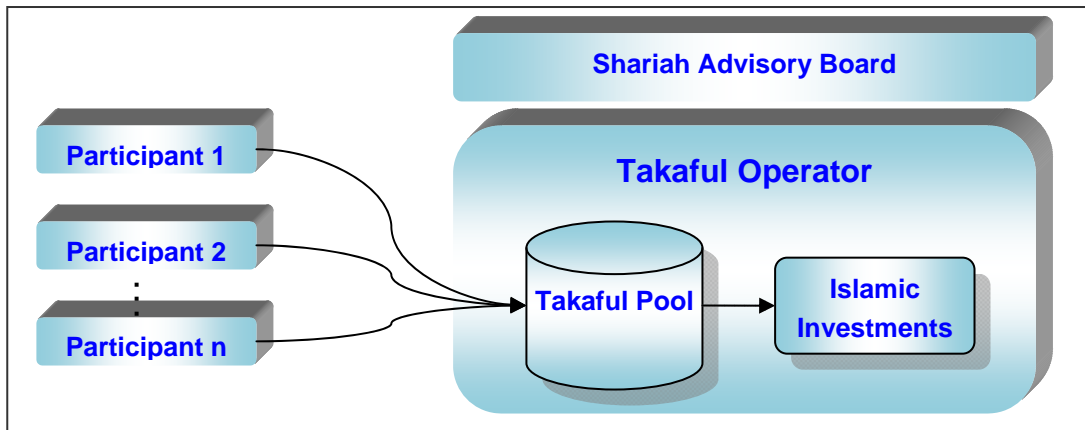 Shariah Advisory Board
Takaful Operator
Participant 1
Participant 2
Participant n
Takaful Pool
Islamic
Investments